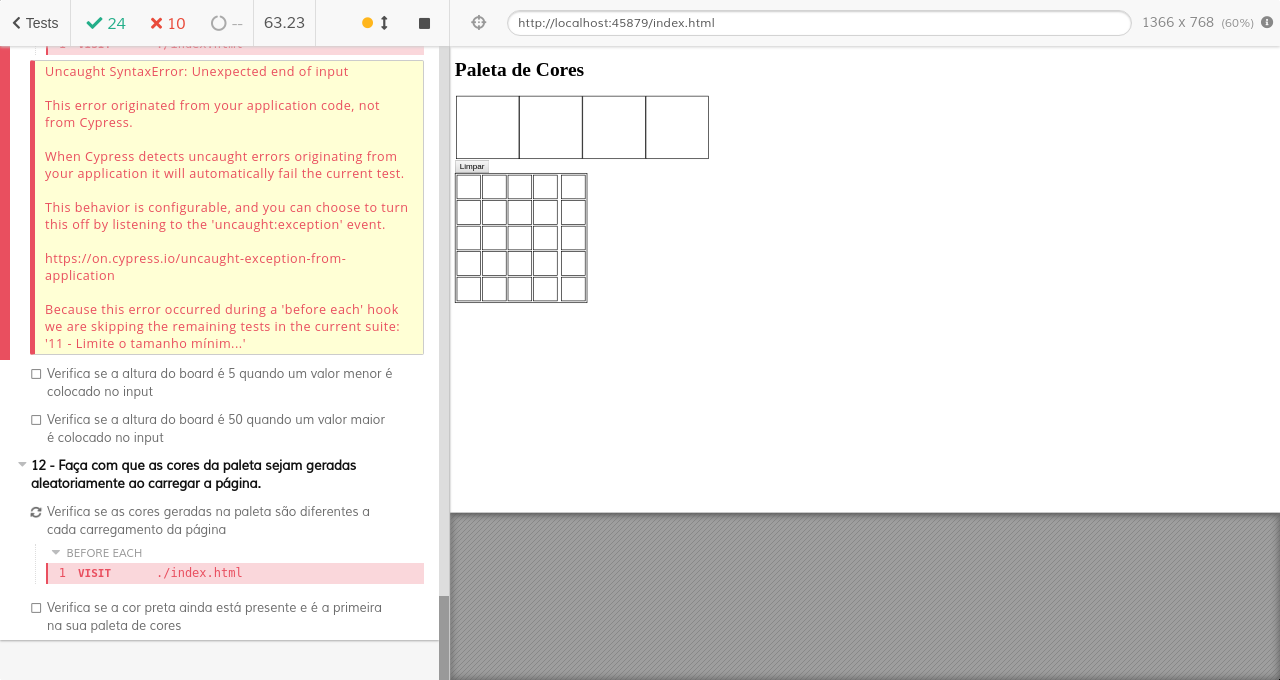 Tests 24 10 -- 63.23
http://localhost:45879/index.html
1366 x 768 (60%)
Uncaught SyntaxError: Unexpected end of input
This error originated from your application code, not
from Cypress.
When Cypress detects uncaught errors originating from
your application it will automatically fail the current test.
This behavior is configurable, and you can choose to turn
this off by listening to the 'uncaught:exception' event.
https://on.cypress.io/uncaught-exception-from-
application
Because this error occurred during a 'before each' hook
we are skipping the remaining tests in the current suite:
'11 - Limite o tamanho mínim...'
Verifica se a altura do board é 5 quando um valor menor é
colocado no input
Verifica se a altura do board é 50 quando um valor maior
é colocado no input
12 - Faça com que as cores da paleta sejam geradas
aleatoriamente ao carregar a página.
Verifica se as cores geradas na paleta são diferentes a
cada carregamento da página
BEFORE EACH
1 VISIT ./index.html
Verifica se a cor preta ainda está presente e é a primeira
na sua paleta de cores
Paleta de Cores
Limpar